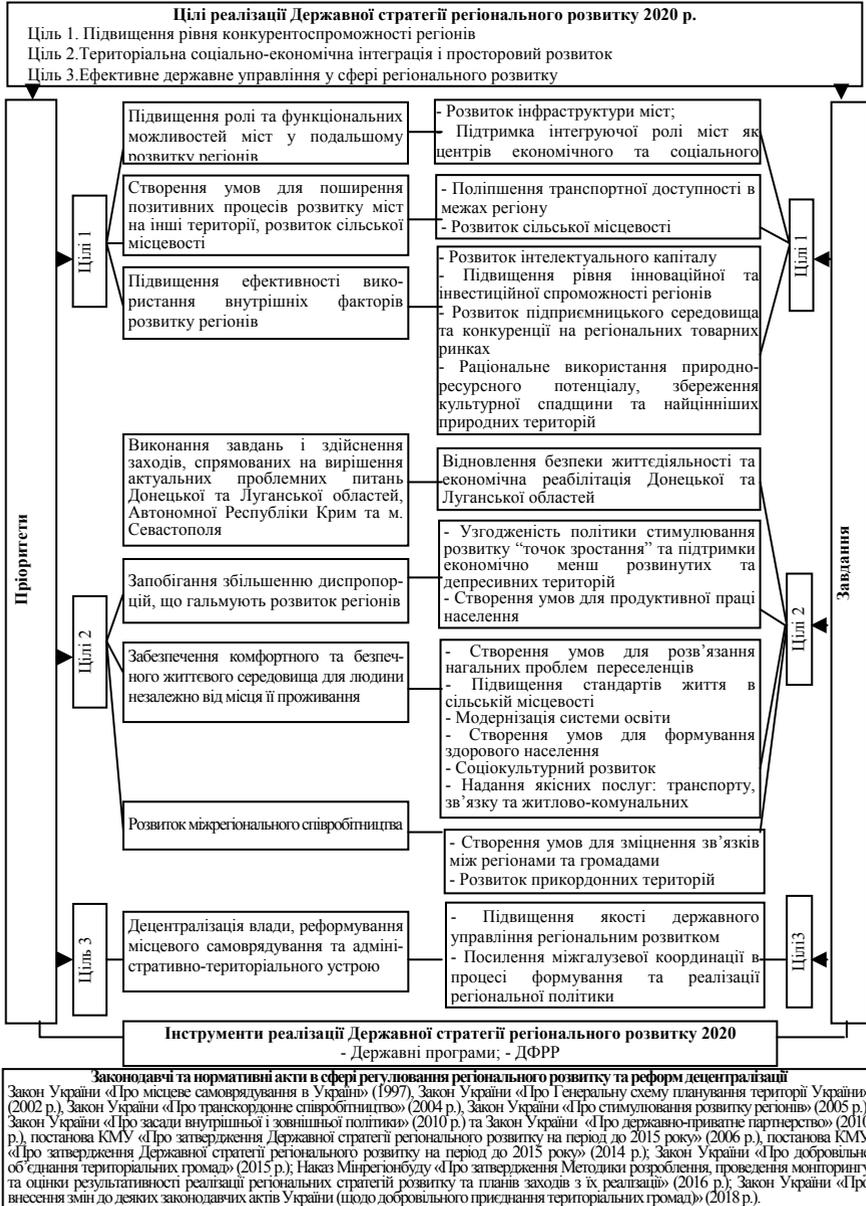 Цілі реалізації Державної стратегії регіонального розвитку 2020 р.
Ціль 1. Підвищення рівня конкурентоспроможності регіонів
Ціль 2.Територіальна соціально-економічна інтеграція і просторовий розвиток
Ціль 3.Ефективне державне управління у сфері регіонального розвитку
Пріоритети
Цілі 1
Підвищення ролі та функціональних
можливостей міст у подальшому
розвитку регіонів
- Розвиток інфраструктури міст;
- Підтримка інтегруючої ролі міст як
центрів економічного та соціального
Створення умов для поширення
позитивних процесів розвитку міст
на інші території, розвиток сільської
місцевості
- Поліпшення транспортної доступності в
межах регіону
- Розвиток сільської місцевості
Підвищення ефективності вико-
ристання внутрішніх факторів
розвитку регіонів
- Розвиток інтелектуального капіталу
- Підвищення рівня інноваційної та
інвестиційної спроможності регіонів
- Розвиток підприємницького середовища
та конкуренції на регіональних товарних
ринках
- Раціональне використання природно-
ресурсного потенціалу, збереження
культурної спадщини та найцінніших
природних територій
Цілі 1
Завдання
Цілі 2
Виконання завдань і здійснення
заходів, спрямованих на вирішення
актуальних проблемних питань
Донецької та Луганської областей,
Автономної Республіки Крим та м.
Севастополя
Відновлення безпеки життєдіяльності та
економічна реабілітація Донецької та
Луганської областей
Запобігання збільшенню диспропор-
цій, що гальмують розвиток регіонів
- Узгодженість політики стимулювання
розвитку “точок зростання” та підтримки
економічно менш розвинутих та
депресивних територій
- Створення умов для продуктивної праці
населення
Забезпечення комфортного та безпеч-
ного життєвого середовища для людини
незалежно від місця її проживання
- Створення умов для розв’язання
нагальних проблем переселенців
- Підвищення стандартів життя в
сільській місцевості
- Модернізація системи освіти
- Створення умов для формування
здорового населення
- Соціокультурний розвиток
- Надання якісних послуг: транспорту,
зв’язку та житлово-комунальних
Розвиток міжрегіонального співробітництва
- Створення умов для зміцнення зв’язків
між регіонами та громадами
- Розвиток прикордонних територій
Цілі 2
Ціль 3
Децентралізація влади, реформування
місцевого самоврядування та адміні-
стративно-територіального устрою
- Підвищення якості державного
управління регіональним розвитком
- Посилення міжгалузевої координації в
процесі формування та реалізації
регіональної політики
Ціль3
Інструменти реалізації Державної стратегії регіонального розвитку 2020
- Державні програми; - ДФРР
Законодавчі та нормативні акти в сфері регулювання регіонального розвитку та реформ децентралізації
Закон України «Про місцеве самоврядування в Україні» (1997), Закон України «Про Генеральну схему планування території України»
(2002 р.), Закон України «Про транскордонне співробітництво» (2004 р.), Закон України «Про стимулювання розвитку регіонів» (2005 р.),
Закон України «Про засади внутрішньої і зовнішньої політики» (2010 р.) та Закон України «Про державно-приватне партнерство» (2010
р.), постанова КМУ «Про затвердження Державної стратегії регіонального розвитку на період до 2015 року» (2006 р.), постанова КМУ
«Про затвердження Державної стратегії регіонального розвитку на період до 2015 року» (2014 р.); Закон України «Про добровільне
об’єднання територіальних громад» (2015 р.); Наказ Мінрегіонбуду «Про затвердження Методики розроблення, проведення моніторингу
та оцінки результативності реалізації регіональних стратегій розвитку та планів заходів з їх реалізації» (2016 р.); Закон України «Про
внесення змін до деяких законодавчих актів України (щодо добровільного приєднання територіальних громад)» (2018 р.).